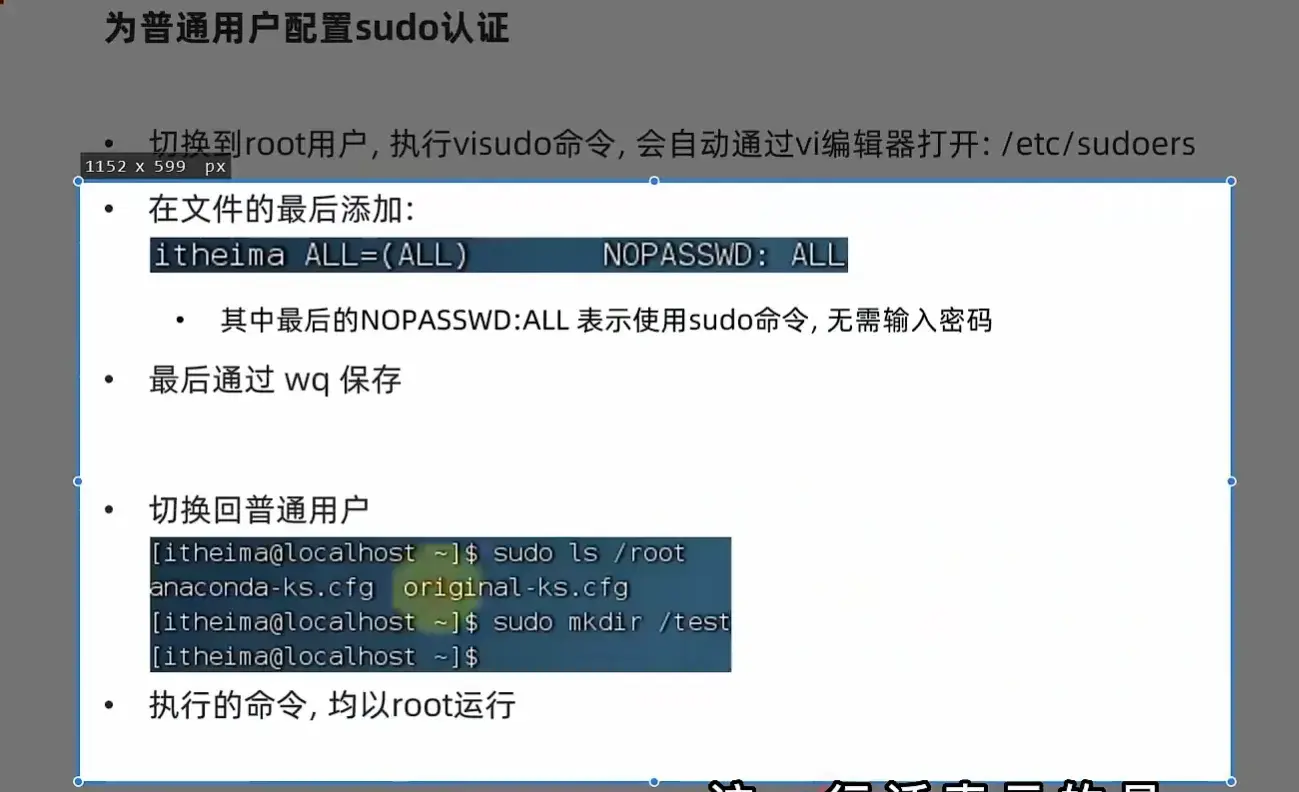 为普通用户配置sudo认证
• 切换到root用户, 执行visudo命令, 会自动通过vi编辑器打开: /etc/sudoers
1152 x 599 px
• 在文件的最后添加:
itheima ALL=(ALL) NOPASSWD: ALL
• 其中最后的NOPASSWD:ALL 表示使用sudo命令, 无需输入密码
• 最后通过 wq 保存
• 切换回普通用户
[itheima@localhost ~]$ sudo ls /root
anaconda-ks.cfg original-ks.cfg
[itheima@localhost ~]$ sudo mkdir /test
[itheima@localhost ~]$
• 执行的命令, 均以root运行